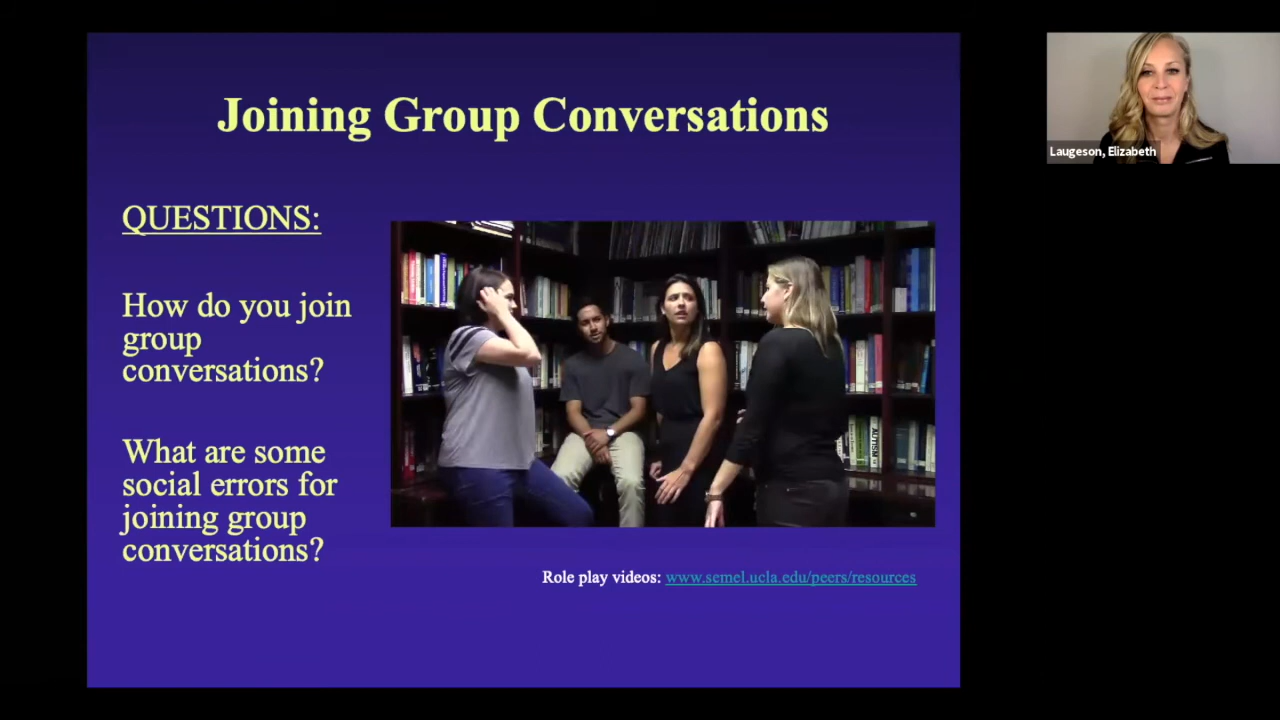 Joining Group Conversations
Laugeson, Elizabeth
QUESTIONS:
How do you join
group
conversations?
What are some
social errors for
joining group
conversations?
Role play videos: www.semel.ucla.edu/peers/resources